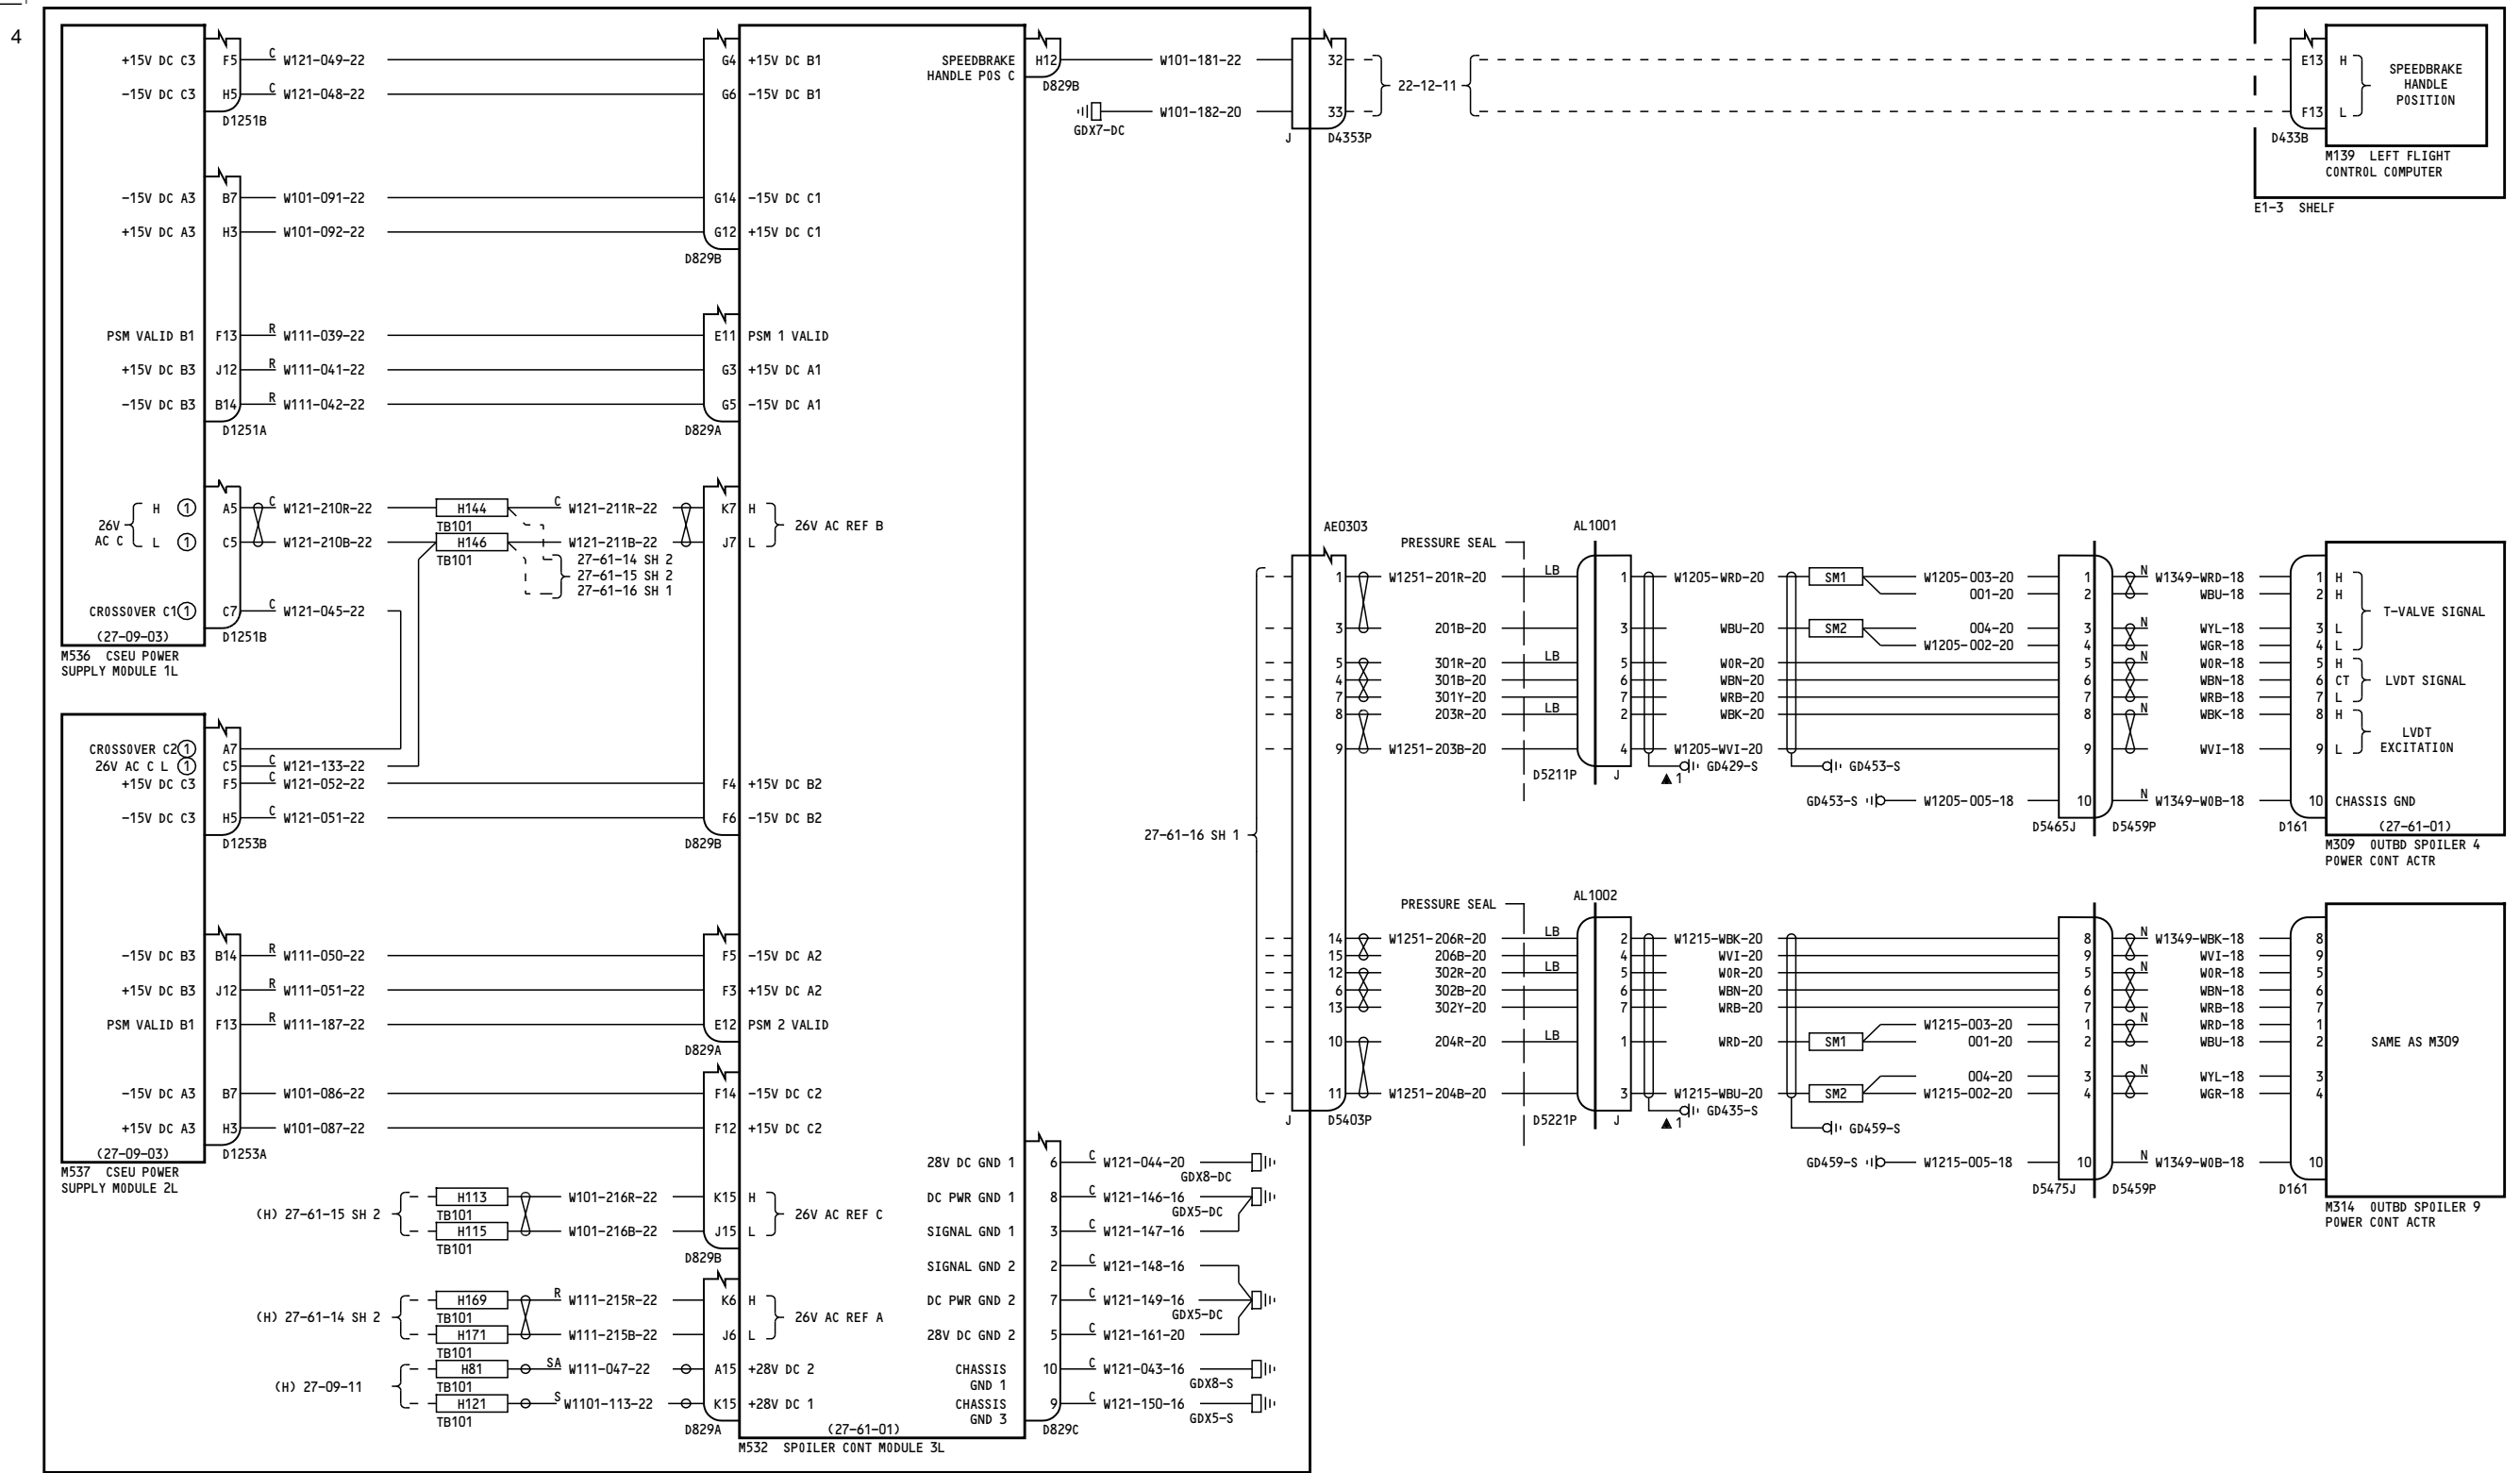 4
+15V DC C3 F5 C W121-049-22 G4 +15V DC B1
-15V DC C3 H5 C W121-048-22 G6 -15V DC B1
D1251B
SPEEDBRAKE HANDLE POS C H12 W101-181-22 32
D829B
GDX7-DC W101-182-20 33
J D4353P
22-12-11
E13 H
F13 L
SPEEDBRAKE
HANDLE
POSITION
D433B
M139 LEFT FLIGHT
CONTROL COMPUTER
E1-3 SHELF
-15V DC A3 B7 W101-091-22 G14 -15V DC C1
+15V DC A3 H3 W101-092-22 G12 +15V DC C1
D829B
PSM VALID B1 F13 R W111-039-22 E11 PSM 1 VALID
+15V DC B3 J12 R W111-041-22 G3 +15V DC A1
-15V DC B3 B14 R W111-042-22 G5 -15V DC A1
D1251A D829A
26V
AC C
H 1 A5 C W121-210R-22 H144 C W121-211R-22 K7 H
TB101
L 1 C5 W121-210B-22 H146 W121-211B-22 J7 L
TB101
26V AC REF B
27-61-14 SH 2
27-61-15 SH 2
27-61-16 SH 1
CROSSOVER C1 1 C7 C W121-045-22
(27-09-03) D1251B
M536 CSEU POWER
SUPPLY MODULE 1L
CROSSOVER C2 1 A7
26V AC C L 1 C5 C W121-133-22
+15V DC C3 F5 C W121-052-22 F4 +15V DC B2
-15V DC C3 H5 C W121-051-22 F6 -15V DC B2
D1253B D829B
-15V DC B3 B14 R W111-050-22 F5 -15V DC A2
+15V DC B3 J12 R W111-051-22 F3 +15V DC A2
PSM VALID B1 F13 R W111-187-22 E12 PSM 2 VALID
D829A
-15V DC A3 B7 W101-086-22 F14 -15V DC C2
+15V DC A3 H3 W101-087-22 F12 +15V DC C2
(27-09-03) D1253A
M537 CSEU POWER
SUPPLY MODULE 2L
(H) 27-61-15 SH 2
H113 W101-216R-22 K15 H
TB101
H115 W101-216B-22 J15 L
TB101
26V AC REF C
D829B
(H) 27-61-14 SH 2
H169 R W111-215R-22 K6 H
TB101
H171 W111-215B-22 J6 L
TB101
26V AC REF A
(H) 27-09-11
H81 SA W111-047-22 A15 +28V DC 2
TB101
H121 S W1101-113-22 K15 +28V DC 1
TB101
D829A
(27-61-01)
M532 SPOILER CONT MODULE 3L
28V DC GND 1 6 C W121-044-20
GDX8-DC
DC PWR GND 1 8 C W121-146-16
GDX5-DC
SIGNAL GND 1 3 C W121-147-16
SIGNAL GND 2 2 C W121-148-16
DC PWR GND 2 7 C W121-149-16
GDX5-DC
28V DC GND 2 5 C W121-161-20
CHASSIS GND 1 10 C W121-043-16
GDX8-S
CHASSIS GND 3 9 C W121-150-16
GDX5-S
D829C
27-61-16 SH 1
AE0303
PRESSURE SEAL
AL1001
1 W1251-201R-20 LB 1 W1205-WRD-20 SM1 W1205-003-20 1 N W1349-WRD-18 1 H
001-20 2 WBU-18 2 H
3 201B-20 3 WBU-20 SM2 004-20 3 N WYL-18 3 L
W1205-002-20 4 WGR-18 4 L
T-VALVE SIGNAL
5 301R-20 LB 5 WOR-20 5 N WOR-18 5 H
4 301B-20 6 WBN-20 6 WBN-18 6 CT
7 301Y-20 7 WRB-20 7 WRB-18 7 L
LVDT SIGNAL
8 203R-20 LB 2 WBK-20 8 N WBK-18 8 H
9 W1251-203B-20 4 W1205-WVI-20 9 WVI-18 9 L
LVDT
EXCITATION
D5211P J ▲1 GD429-S GD453-S
GD453-S W1205-005-18 10 N W1349-WOB-18 10 CHASSIS GND
D5465J D5459P D161 (27-61-01)
M309 OUTBD SPOILER 4
POWER CONT ACTR
PRESSURE SEAL
AL1002
14 W1251-206R-20 LB 2 W1215-WBK-20 8 N W1349-WBK-18 8
15 206B-20 4 WVI-20 9 WVI-18 9
12 302R-20 LB 5 WOR-20 5 N WOR-18 5
6 302B-20 6 WBN-20 6 WBN-18 6
13 302Y-20 7 WRB-20 7 WRB-18 7
W1215-003-20 1 N WRD-18 1
10 204R-20 LB 1 WRD-20 SM1 001-20 2 WBU-18 2
004-20 3 N WYL-18 3
11 W1251-204B-20 3 W1215-WBU-20 SM2 W1215-002-20 4 WGR-18 4
SAME AS M309
J D5403P D5221P J ▲1 GD435-S
GD459-S
GD459-S W1215-005-18 10 N W1349-WOB-18 10
D5475J D5459P D161
M314 OUTBD SPOILER 9
POWER CONT ACTR